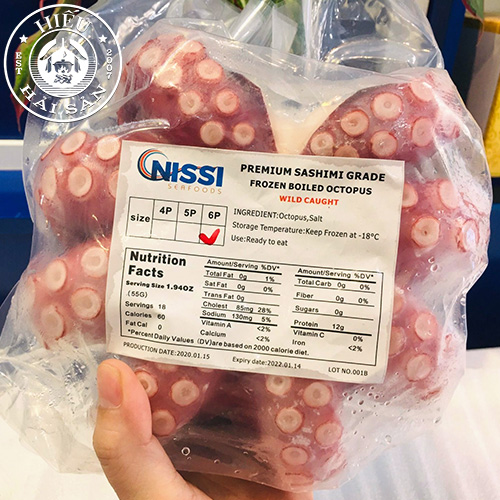 HIẾU
EST 2007
HẢI SẢN
NISSI
SEAFOODS
PREMIUM SASHIMI GRADE
FROZEN BOILED OCTOPUS
WILD CAUGHT
size 4P 5P 6P
INGREDIENT:Octopus,Salt
Storage Temperature:Keep Frozen at -18°C
Use:Ready to eat
Nutrition
Facts
Serving Size 1.94OZ
(55G)
Servings 18
Calories 60
Fat Cal 0
Amount/Serving %DV*
Total Fat 0g 1%
Sat Fat 0g 0%
Trans Fat 0g
Cholest 85mg 28%
Sodium 130mg 5%
Vitamin A <2%
Calcium <2%
Amount/Serving %DV*
Total Carb 0g 0%
Fiber 0g 0%
Sugars 0g
Protein 12g
Vitamin C 0%
Iron <2%
*Percent Daily Values (DV)are based on 2000 calorie diet.
PRODUCTION DATE:2020.01.15
Expiry date:2022.01.14
LOT NO.001B